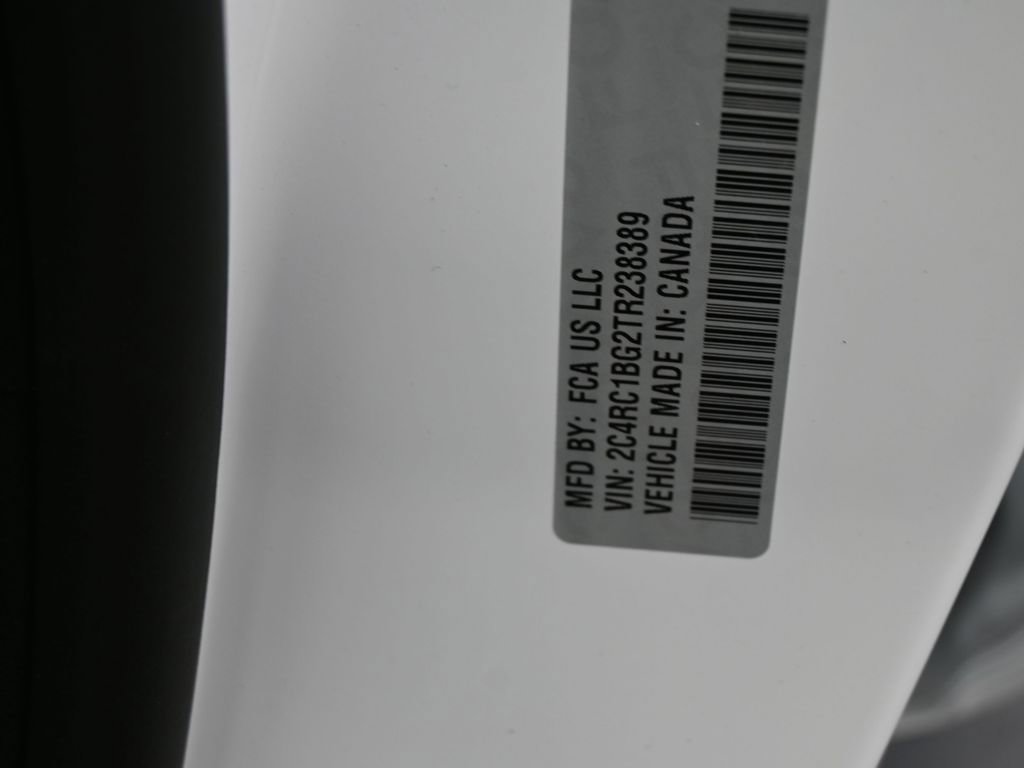 MFD BY: FCA US LLC
VIN: 2C4RC1BG2TR238389
VEHICLE MADE IN: CANADA